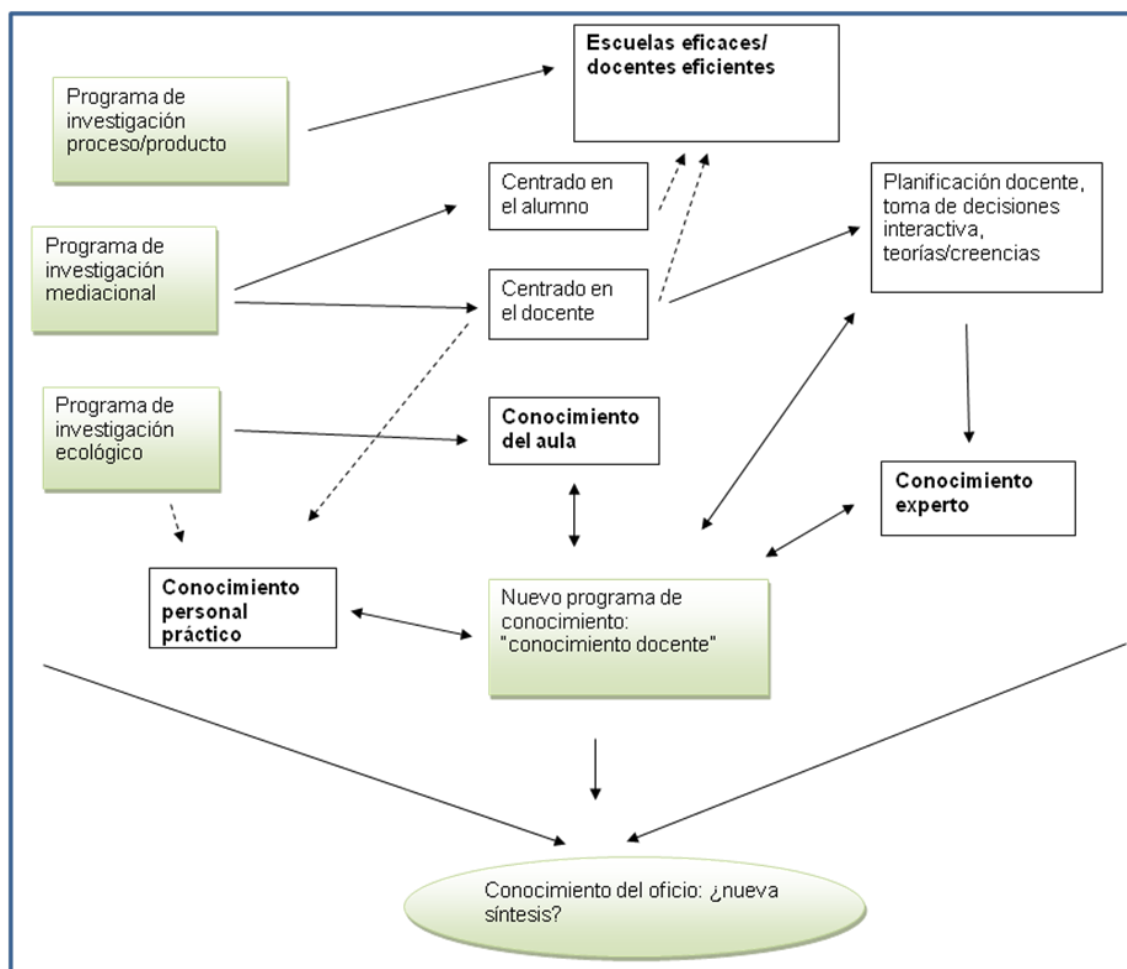 Escuelas eficaces/
docentes eficientes
Programa de
investigación
proceso/producto
Centrado en
el alumno
Planificación docente,
toma de decisiones
interactiva,
teorías/creencias
Programa de
investigación
mediacional
Centrado en
el docente
Programa de
investigación
ecológico
Conocimiento
del aula
Conocimiento
experto
Conocimiento
personal
práctico
Nuevo programa de
conocimiento:
"conocimiento docente"
Conocimiento del oficio: ¿nueva
síntesis?